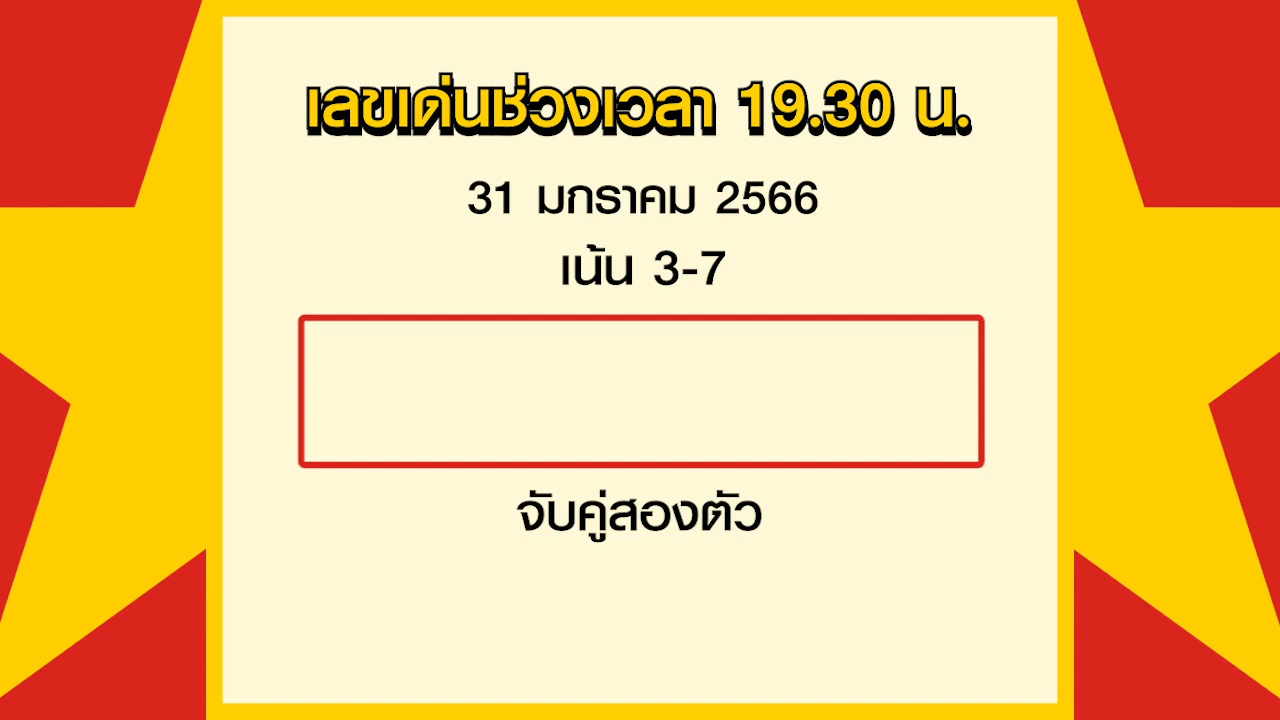 เลขเด่นช่วงเวลา 19.30 น.
31 มกราคม 2566
เน้น 3-7
จับคู่สองตัว